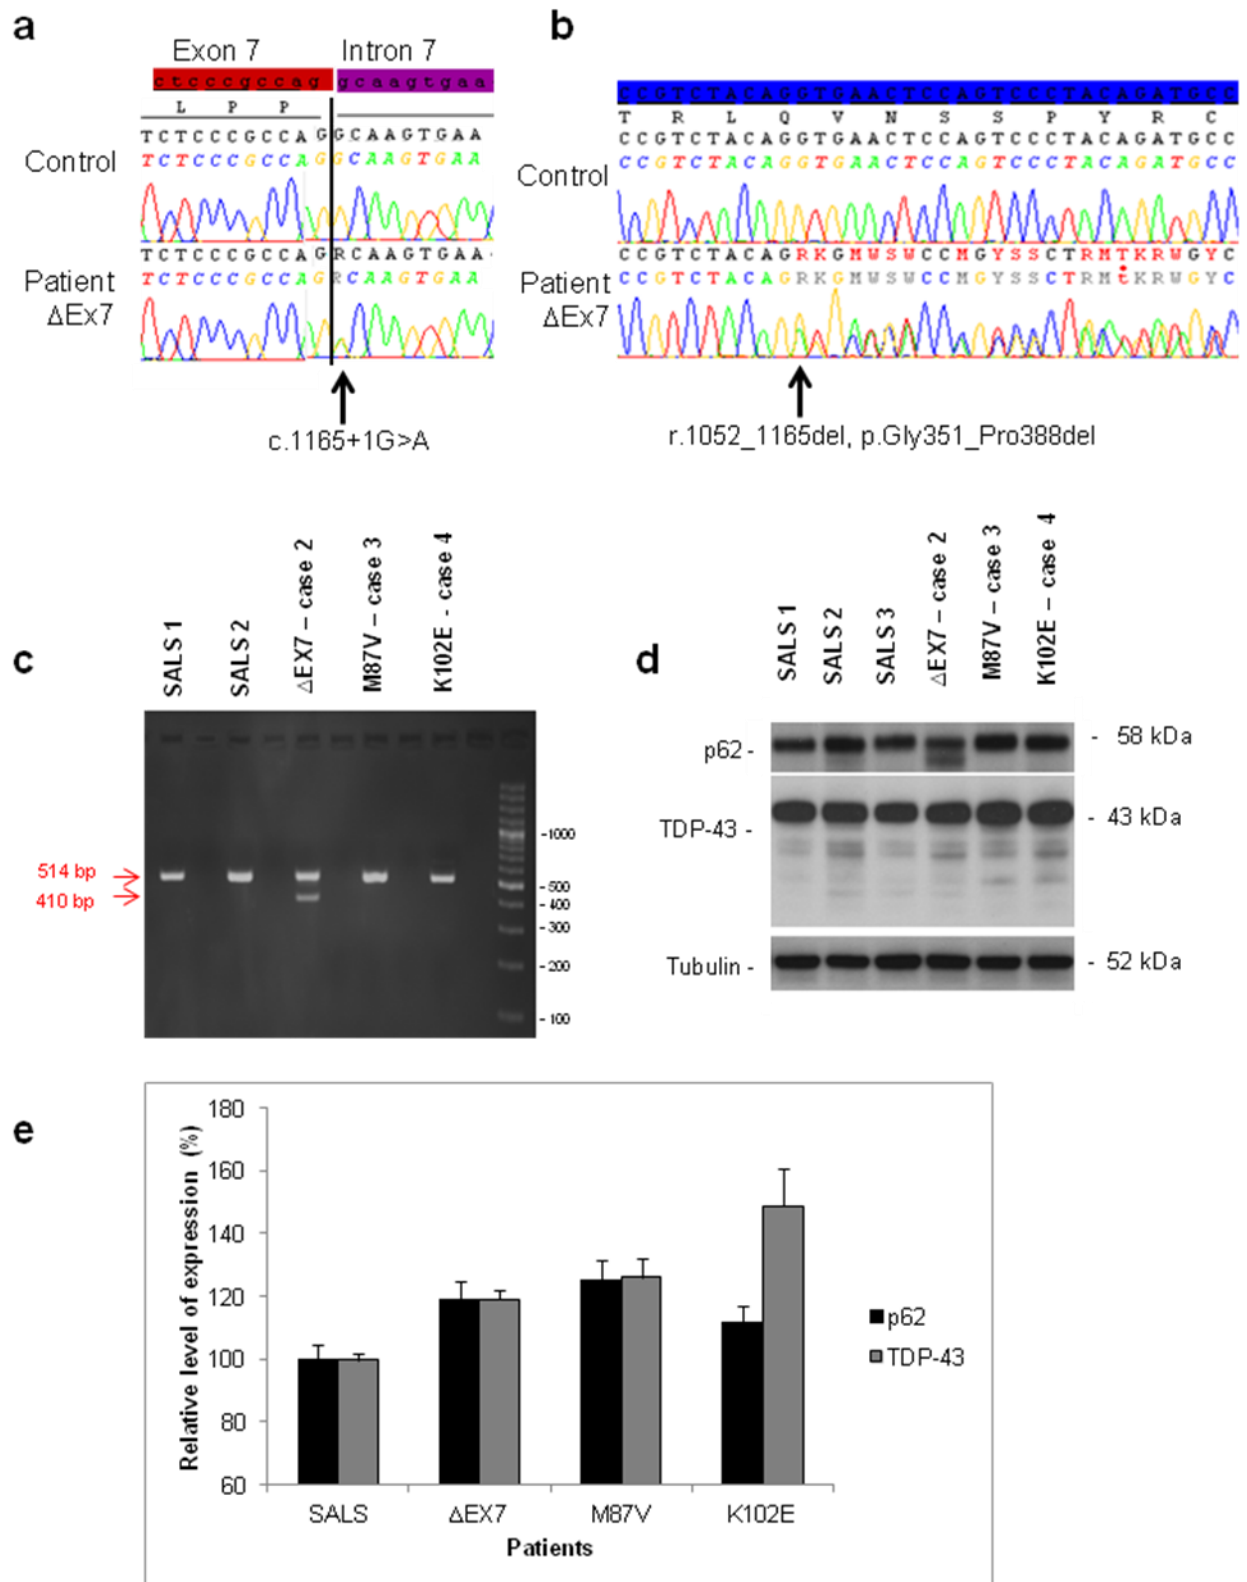 a
Exon 7 Intron 7
ctcccgccag gcaagtgaa
L P P
TCTCCCGCCAGGCAAGTGAA
Control
TCTCCCGCCAGGCAAGTGAA
TCTCCCGCCAGRCAAGTGAA
Patient
TCTCCCGCCAGRCAAGTGAA
ΔEx7
c.1165+1G>A
b
CCGTCTACAGGTGAACTCCAGTCCCTACAGATGCC
T R L Q V N S S P Y R C
CCGTCTACAGGTGAACTCCAGTCCCTACAGATGCC
Control
CCGTCTACAGGTGAACTCCAGTCCCTACAGATGCC
CCGTCTACAGRKGMWSWCCMGYSSCTRMTKRWGYC
Patient
CCGTCTACAGRKGMWSWCCMGYSSCTRMtKRWGYC
ΔEx7
r.1052_1165del, p.Gly351_Pro388del
c
SALS 1
SALS 2
ΔEX7 – case 2
M87V – case 3
K102E - case 4
514 bp
410 bp
-1000
- 500
- 400
- 300
- 200
- 100
d
SALS 1
SALS 2
SALS 3
ΔEX7 – case 2
M87V – case 3
K102E – case 4
p62 -
- 58 kDa
TDP-43 -
- 43 kDa
Tubulin -
- 52 kDa
e
Relative level of expression (%)
180
160
140
120
100
80
60
SALS ΔEX7 M87V K102E
Patients
p62
TDP-43